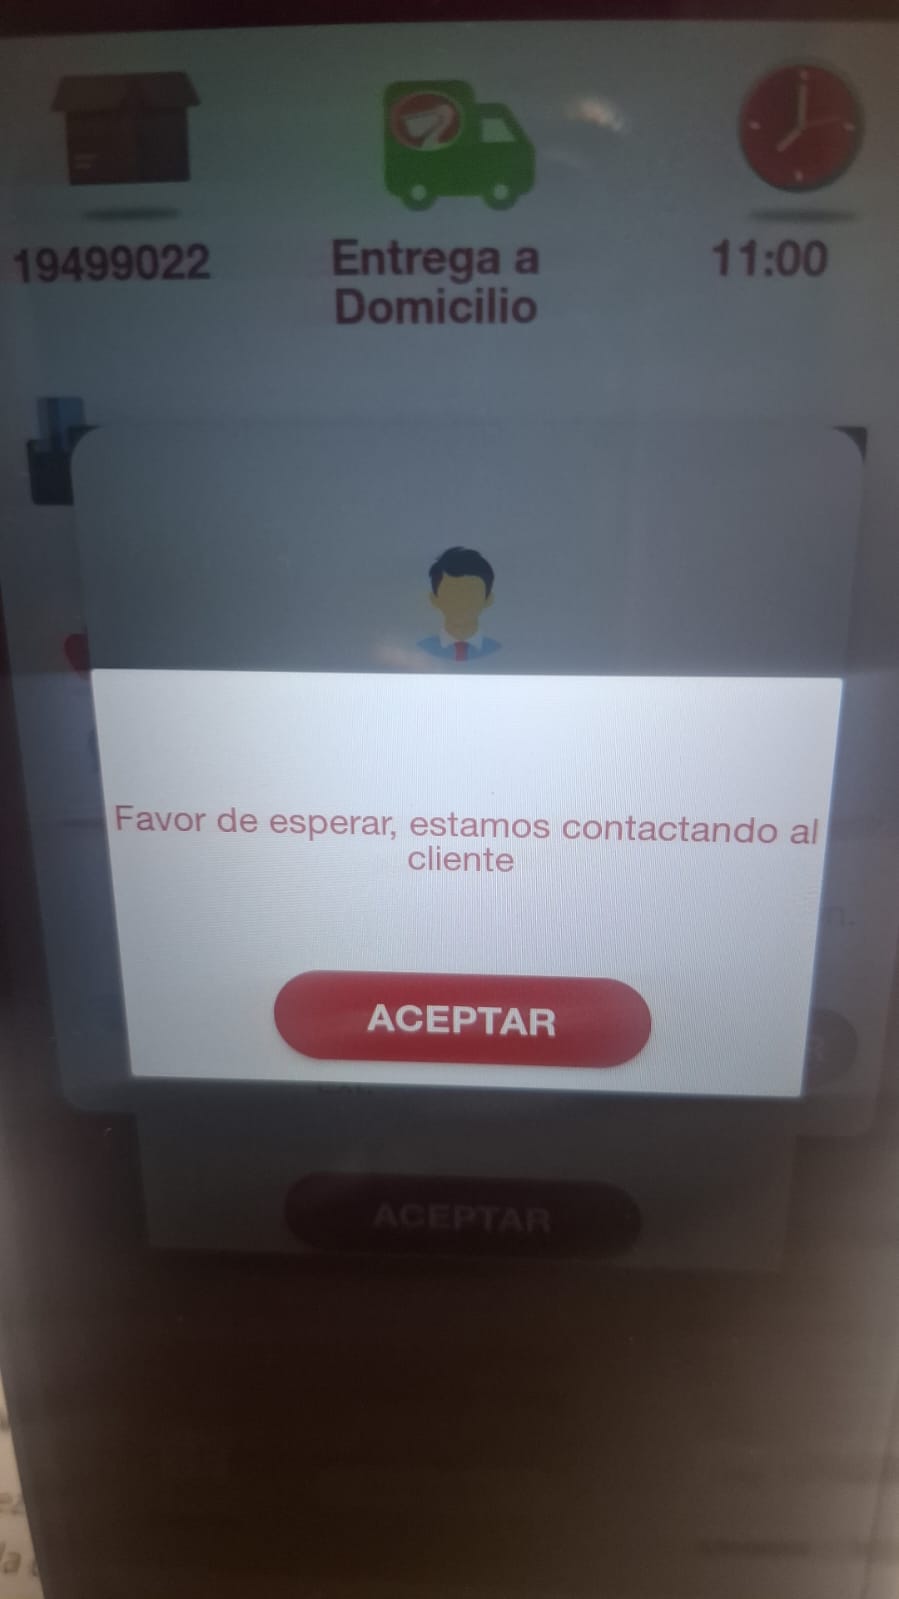 19499022
Entrega a
Domicilio
11:00
Favor de esperar, estamos contactando al
cliente
ACEPTAR
ACEPTAR